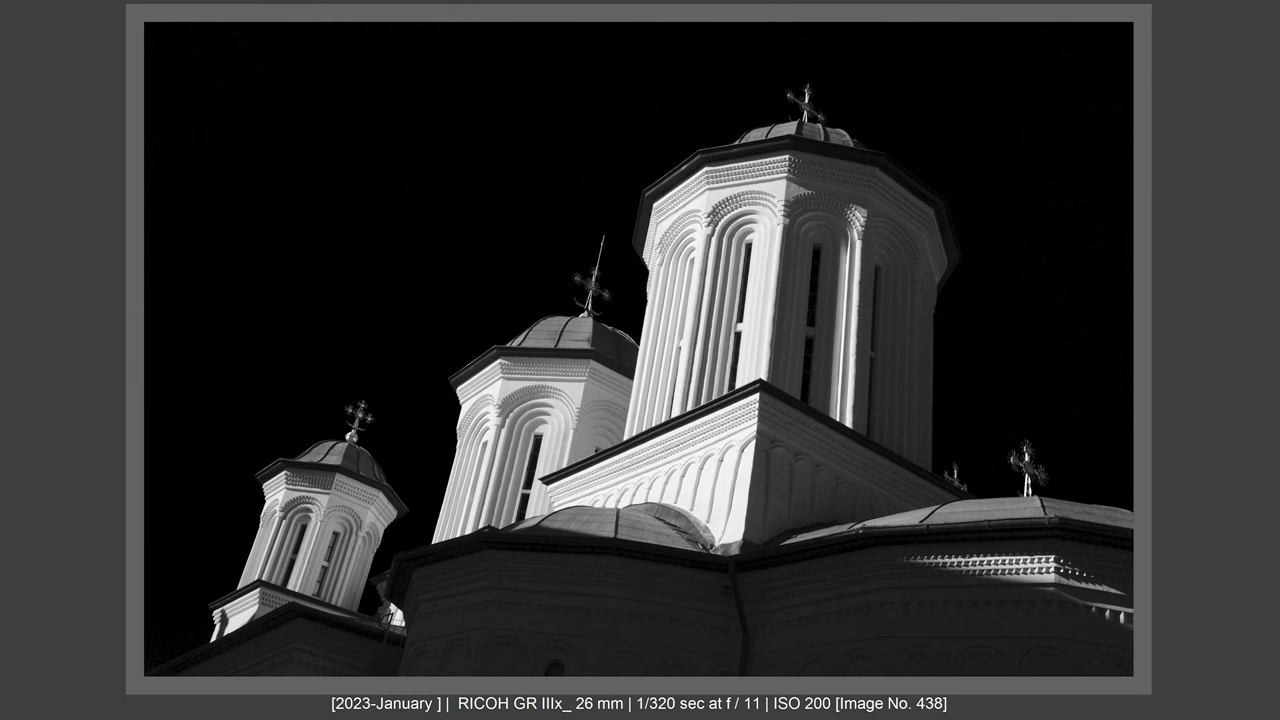 [2023-January ] | RICOH GR IIIx_ 26 mm | 1/320 sec at f / 11 | ISO 200 [Image No. 438]